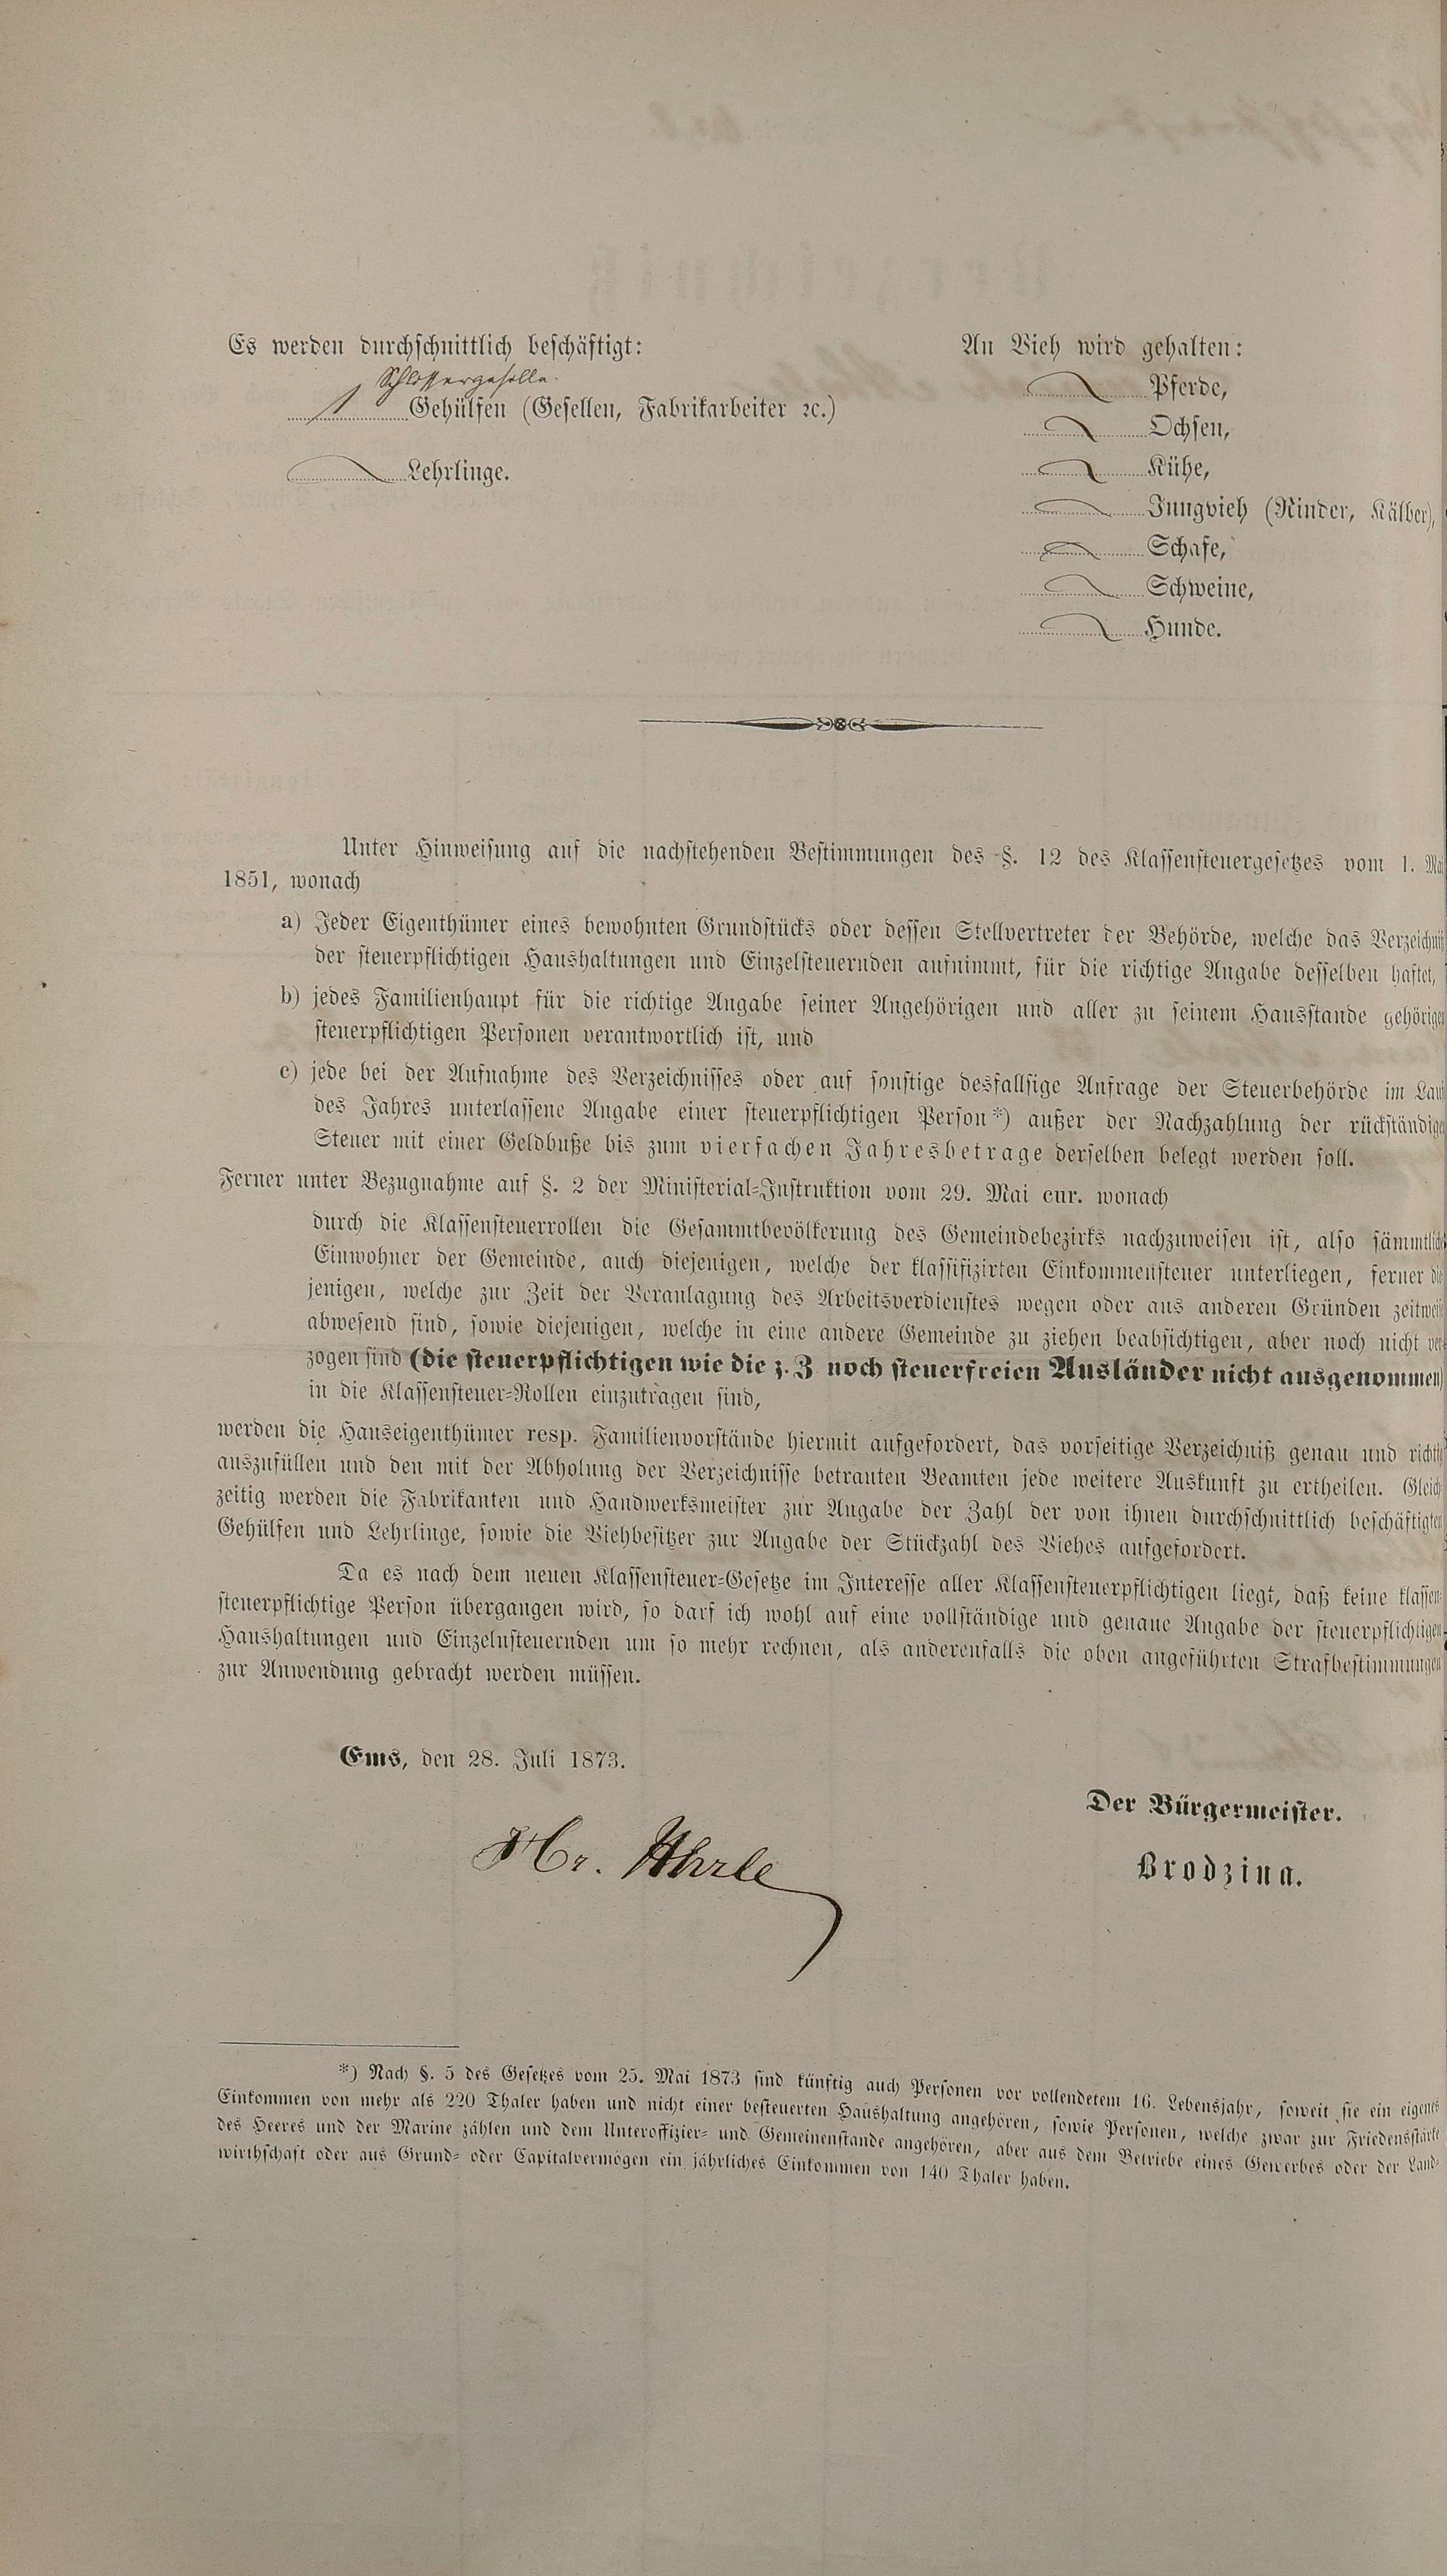 Es werden durchschnittlich beschäftigt:
Schlossergeselle.
1 Gehülfen (Gesellen, Fabrikarbeiter ꝛc.)
Lehrlinge.
An Vieh wird gehalten:
Pferde,
Ochsen,
Kühe,
Jungvieh (Rinder, Kälber),
Schafe,
Schweine,
Hunde.
Unter Hinweisung auf die nachstehenden Bestimmungen des §. 12 des Klassensteuergesetzes vom 1. Mai
1851, wonach
a) Jeder Eigenthümer eines bewohnten Grundstücks oder dessen Stellvertreter der Behörde, welche das Verzeichniß
der steuerpflichtigen Haushaltungen und Einzelsteuernden aufnimmt, für die richtige Angabe desselben haftet,
b) jedes Familienhaupt für die richtige Angabe seiner Angehörigen und aller zu seinem Hausstande gehörigen
steuerpflichtigen Personen verantwortlich ist, und
c) jede bei der Aufnahme des Verzeichnisses oder auf sonstige desfallsige Anfrage der Steuerbehörde im Lauf
des Jahres unterlassene Angabe einer steuerpflichtigen Person*) außer der Nachzahlung der rückständigen
Steuer mit einer Geldbuße bis zum vierfachen Jahresbetrage derselben belegt werden soll.
Ferner unter Bezugnahme auf §. 2 der Ministerial-Instruktion vom 29. Mai cur. wonach
durch die Klassensteuerrollen die Gesammtbevölkerung des Gemeindebezirks nachzuweisen ist, also sämmtliche
Einwohner der Gemeinde, auch diejenigen, welche der klassifizirten Einkommensteuer unterliegen, ferner die-
jenigen, welche zur Zeit der Veranlagung des Arbeitsverdienstes wegen oder aus anderen Gründen zeitweis
abwesend sind, sowie diejenigen, welche in eine andere Gemeinde zu ziehen beabsichtigen, aber noch nicht ver-
zogen sind (die steuerpflichtigen wie die z. Z noch steuerfreien Ausländer nicht ausgenommen)
in die Klassensteuer-Rollen einzutragen sind,
werden die Hauseigenthümer resp. Familienvorstände hiermit aufgefordert, das vorseitige Verzeichniß genau und richtig
auszufüllen und den mit der Abholung der Verzeichnisse betrauten Beamten jede weitere Auskunft zu ertheilen. Gleich-
zeitig werden die Fabrikanten und Handwerksmeister zur Angabe der Zahl der von ihnen durchschnittlich beschäftigten
Gehülfen und Lehrlinge, sowie die Viehbesitzer zur Angabe der Stückzahl des Viehes aufgefordert.
Da es nach dem neuen Klassensteuer-Gesetze im Interesse aller Klassensteuerpflichtigen liegt, daß keine klassen-
steuerpflichtige Person übergangen wird, so darf ich wohl auf eine vollständige und genaue Angabe der steuerpflichtigen
Haushaltungen und Einzelnsteuernden um so mehr rechnen, als anderenfalls die oben angeführten Strafbestimmungen
zur Anwendung gebracht werden müssen.
Ems, den 28. Juli 1873.
Der Bürgermeister.
Brodzina.
*) Nach §. 5 des Gesetzes vom 25. Mai 1873 sind künftig auch Personen vor vollendetem 16. Lebensjahr, soweit sie ein eigenes
Einkommen von mehr als 220 Thaler haben und nicht einer besteuerten Haushaltung angehören, sowie Personen, welche zwar zur Friedensstärke
des Heeres und der Marine zählen und dem Unteroffizier- und Gemeinenstande angehören, aber aus dem Betriebe eines Gewerbes oder der Land-
wirthschaft oder aus Grund- oder Capitalvermögen ein jährliches Einkommen von 140 Thaler haben.